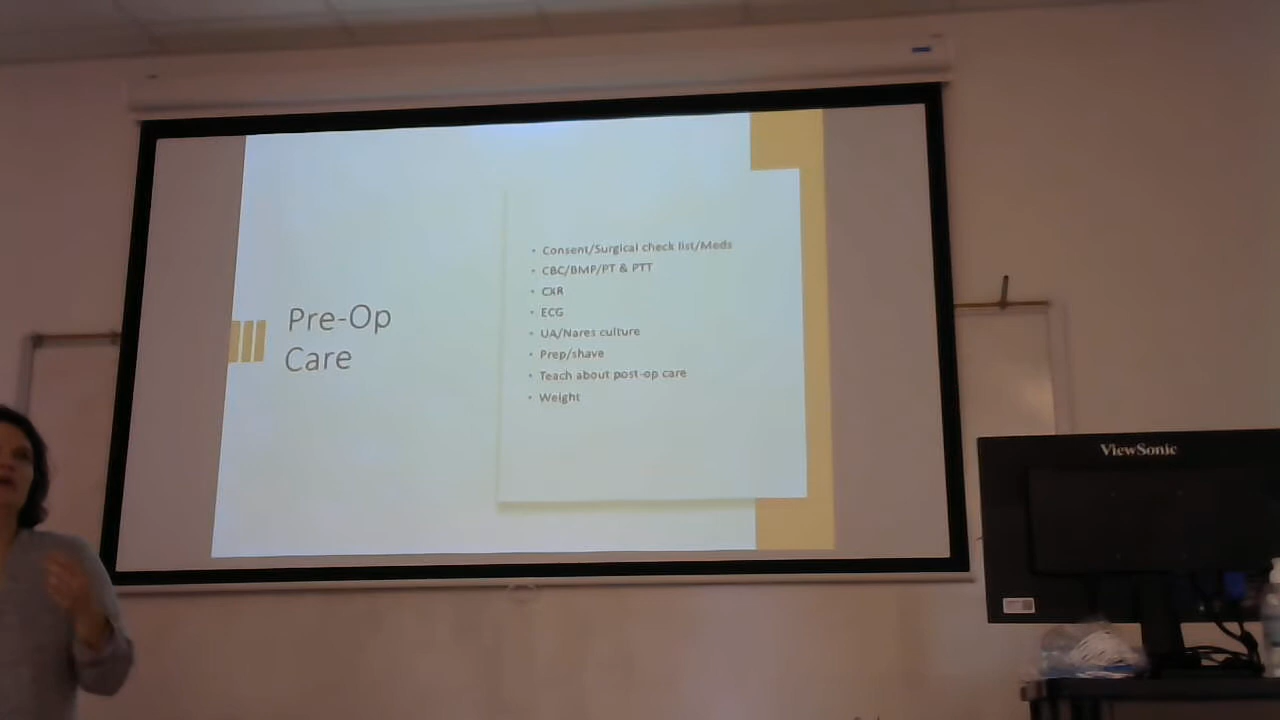 Pre-Op
Care
• Consent/Surgical check list/Meds
• CBC/BMP/PT & PTT
• CXR
• ECG
• UA/Nares culture
• Prep/shave
• Teach about post-op care
• Weight
ViewSonic